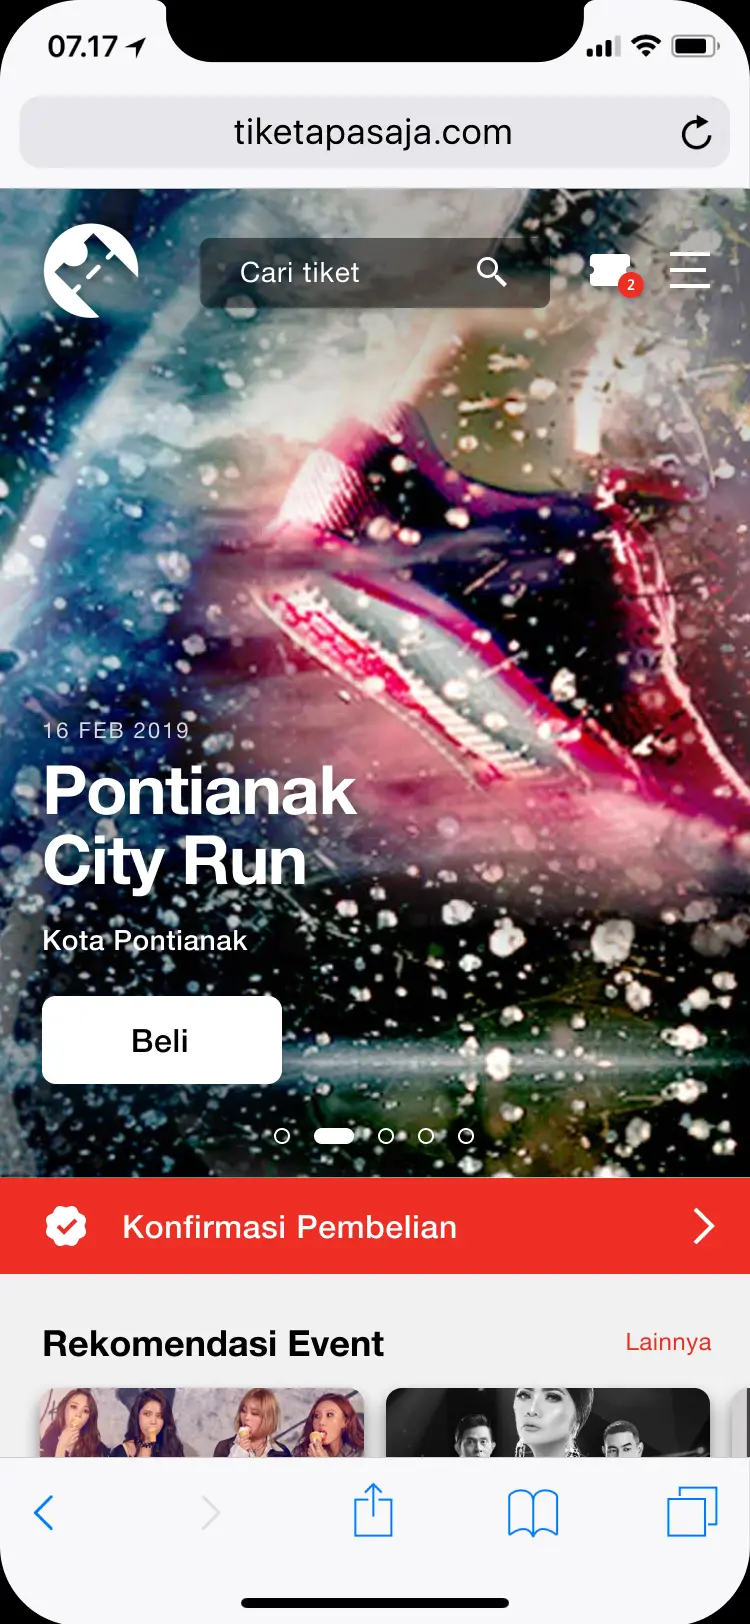 07.17
tiketapasaja.com
Cari tiket
2
16 FEB 2019
Pontianak
City Run
Kota Pontianak
Beli
Konfirmasi Pembelian
Rekomendasi Event
Lainnya